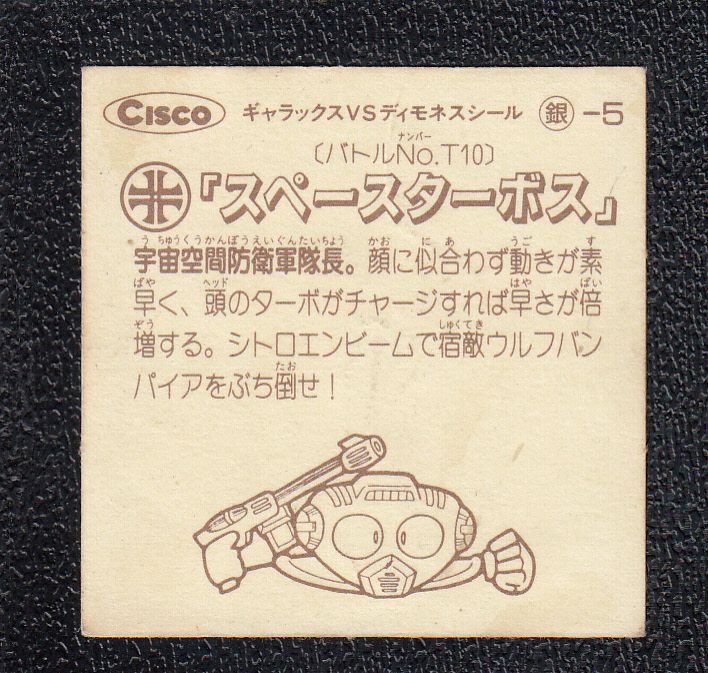 CISCO ギャラックスVSディモネスシール 銀-5
ナンバー
(バトルNo.T10)
『スペースターボス』
うちゅうくうかんぼうえいぐんたいちょう かお に あ うご す
宇宙空間防衛軍隊長。顔に似合わず動きが素
ばや ヘッド はや ばい
早く、頭のターボがチャージすれば早さが倍
ぞう しゅくてき
増する。シトロエンビームで宿敵ウルフバン
たお
パイアをぶち倒せ!